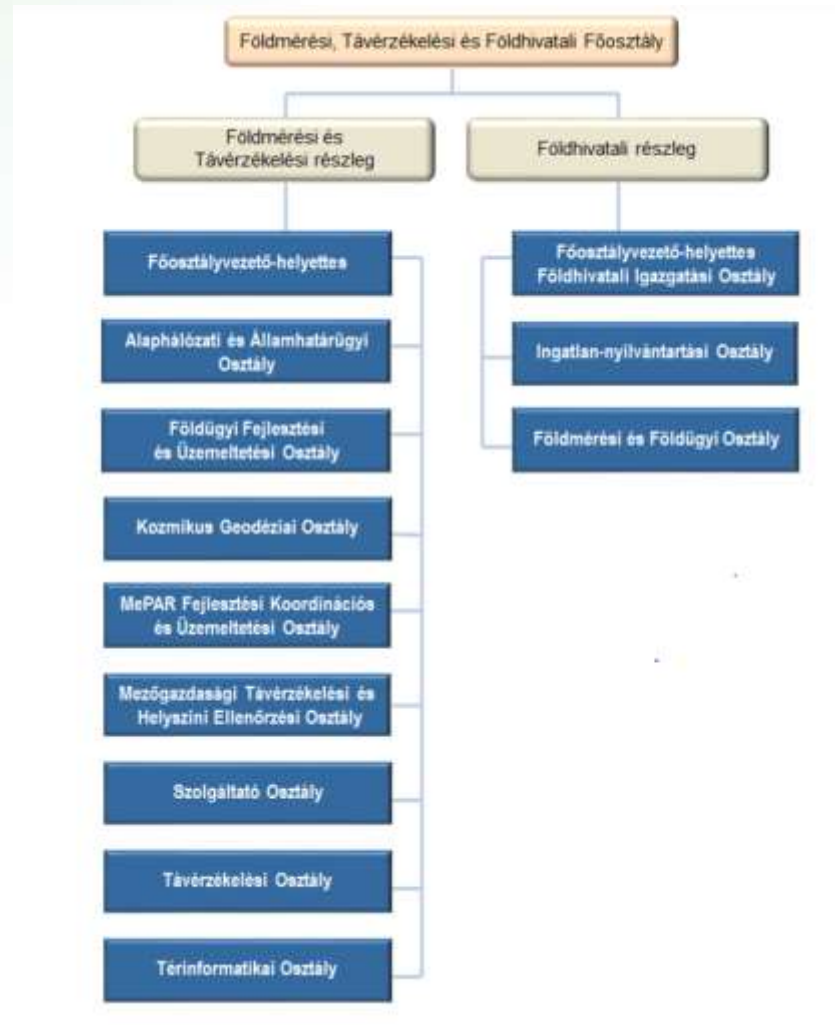 Földmérési, Távérzékelési és Földhivatali Főosztály
Földmérési és
Távérzékelési részleg
Földhivatali részleg
Főosztályvezető-helyettes
Alaphálózati és Államhatárügyi
Osztály
Földügyi Fejlesztési
és Üzemeltetési Osztály
Kozmikus Geodéziai Osztály
MePAR Fejlesztési Koordinációs
és Üzemeltetési Osztály
Mezőgazdasági Távérzékelési és
Helyszíni Ellenőrzési Osztály
Szolgáltató Osztály
Távérzékelési Osztály
Térinformatikai Osztály
Főosztályvezető-helyettes
Földhivatali Igazgatási Osztály
Ingatlan-nyilvántartási Osztály
Földmérési és Földügyi Osztály